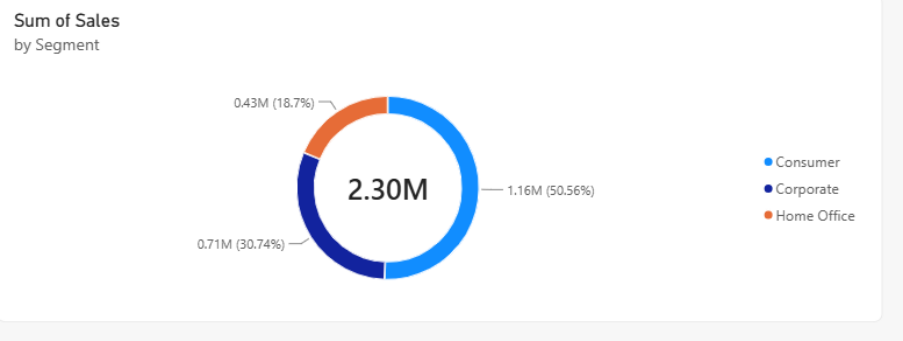 Sum of Sales
by Segment
0.43M (18.7%)
2.30M
1.16M (50.56%)
0.71M (30.74%)
Consumer
Corporate
Home Office